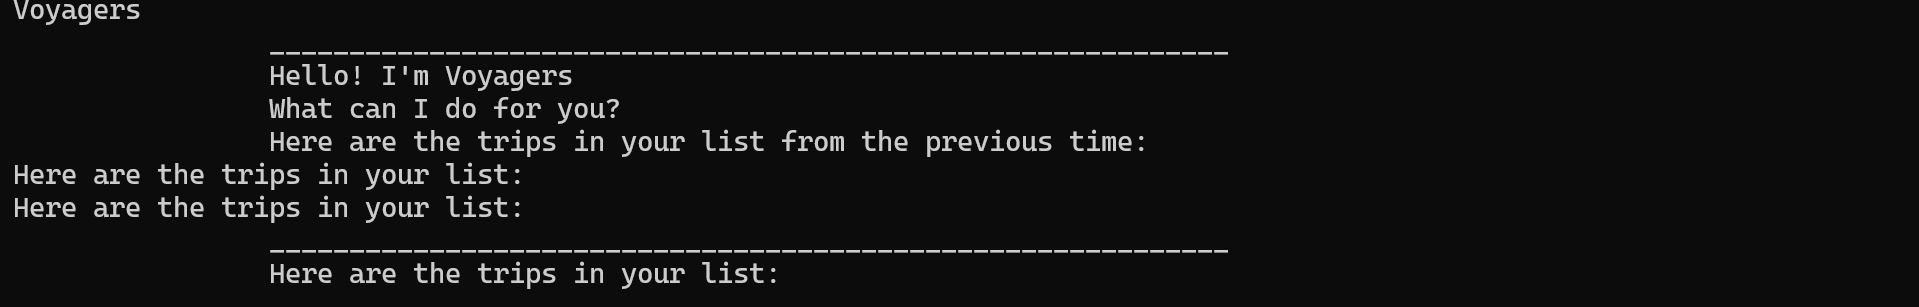 Voyagers
____________________________________________________________
Hello! I'm Voyagers
What can I do for you?
Here are the trips in your list from the previous time:
Here are the trips in your list:
Here are the trips in your list:
____________________________________________________________
Here are the trips in your list: